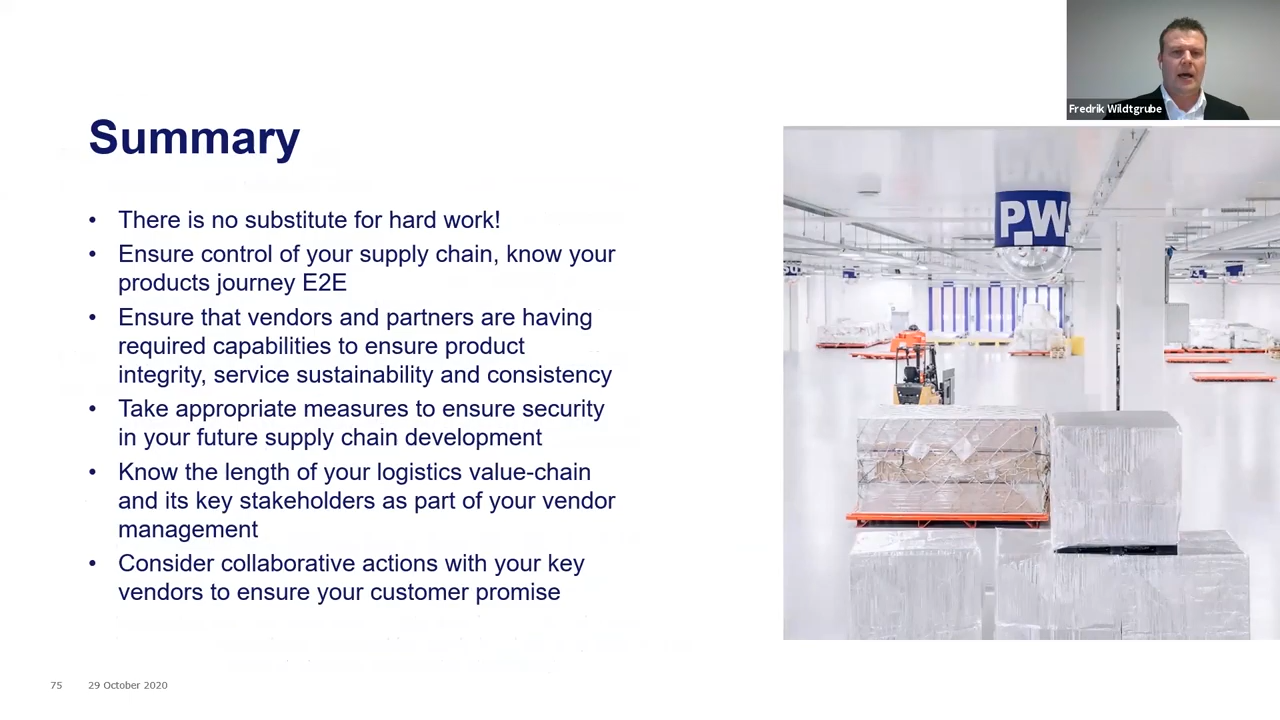 Fredrik Wildtgrube
Summary
• There is no substitute for hard work!
• Ensure control of your supply chain, know your
products journey E2E
• Ensure that vendors and partners are having
required capabilities to ensure product
integrity, service sustainability and consistency
• Take appropriate measures to ensure security
in your future supply chain development
• Know the length of your logistics value-chain
and its key stakeholders as part of your vendor
management
• Consider collaborative actions with your key
vendors to ensure your customer promise
PW
75
29 October 2020